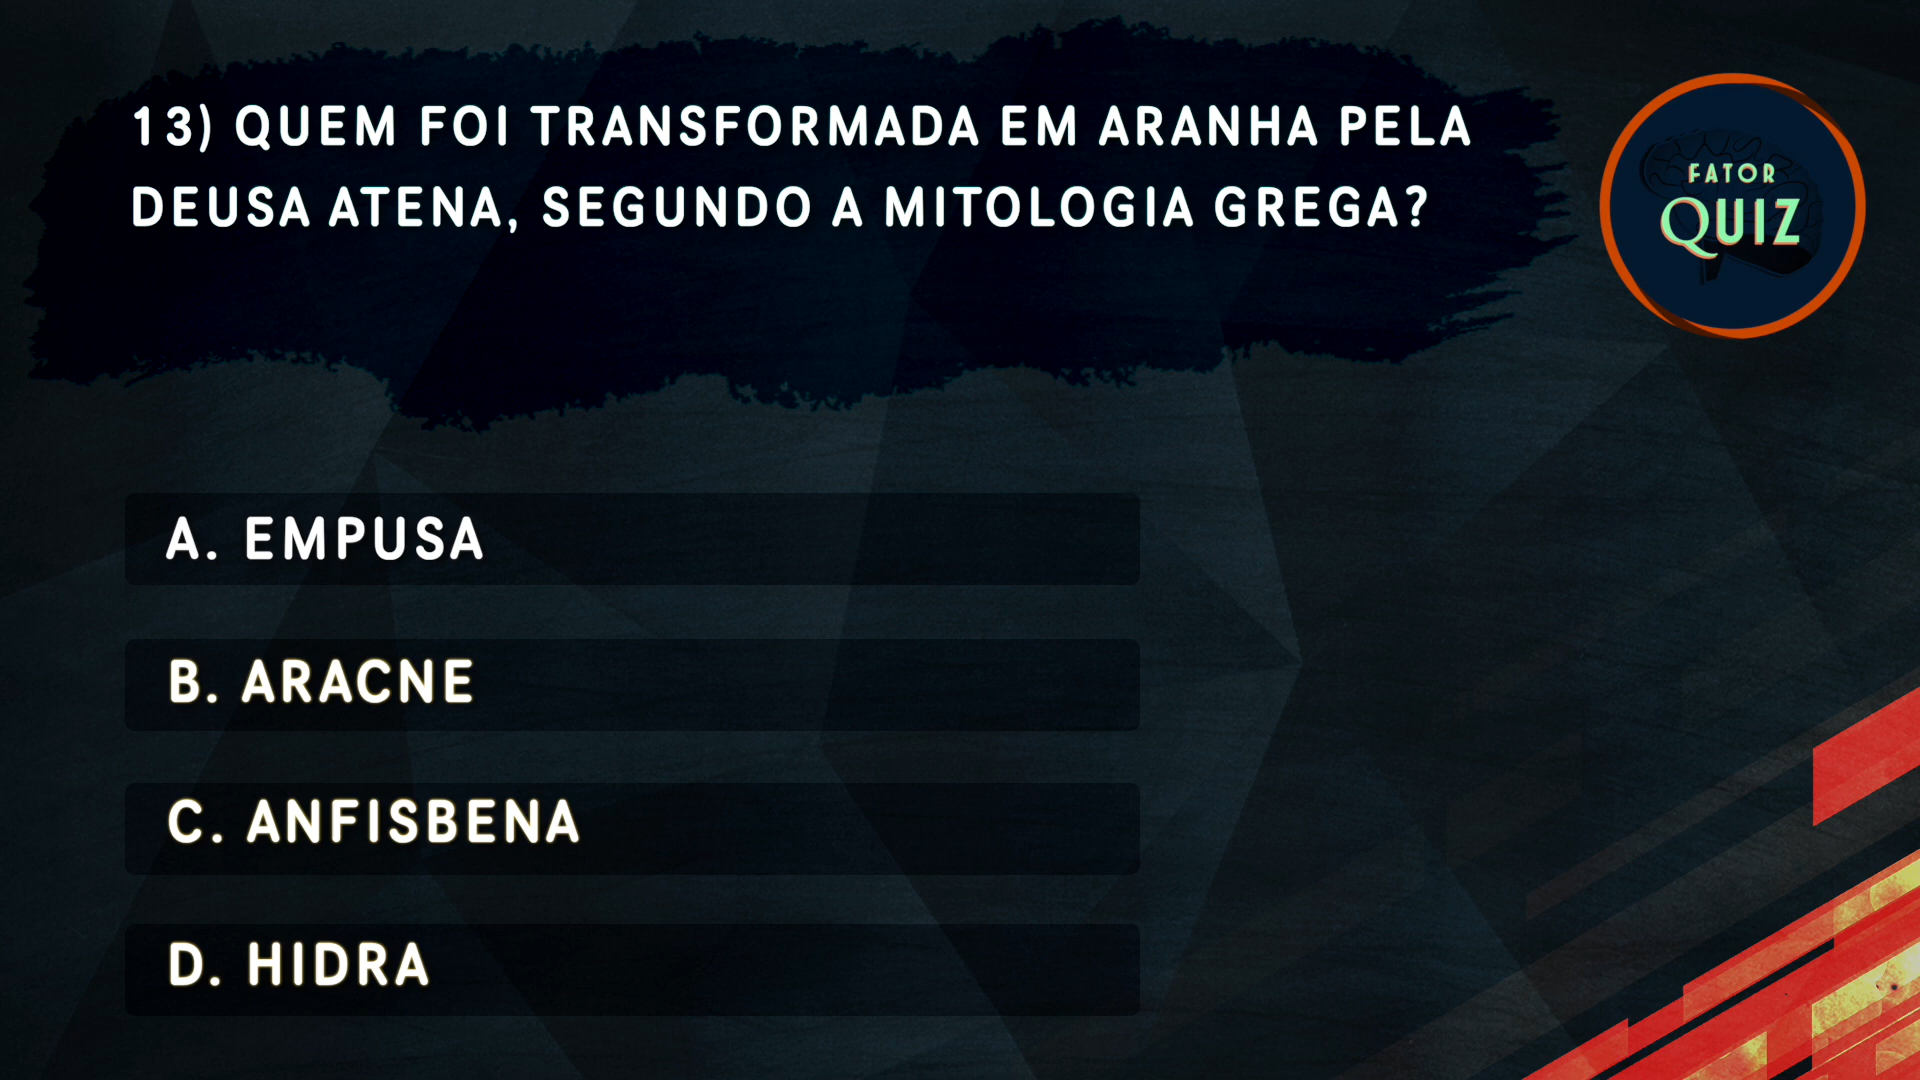 13) QUEM FOI TRANSFORMADA EM ARANHA PELA
DEUSA ATENA, SEGUNDO A MITOLOGIA GREGA?
FATOR
QUIZ
A. EMPUSA
B. ARACNE
C. ANFISBENA
D. HIDRA